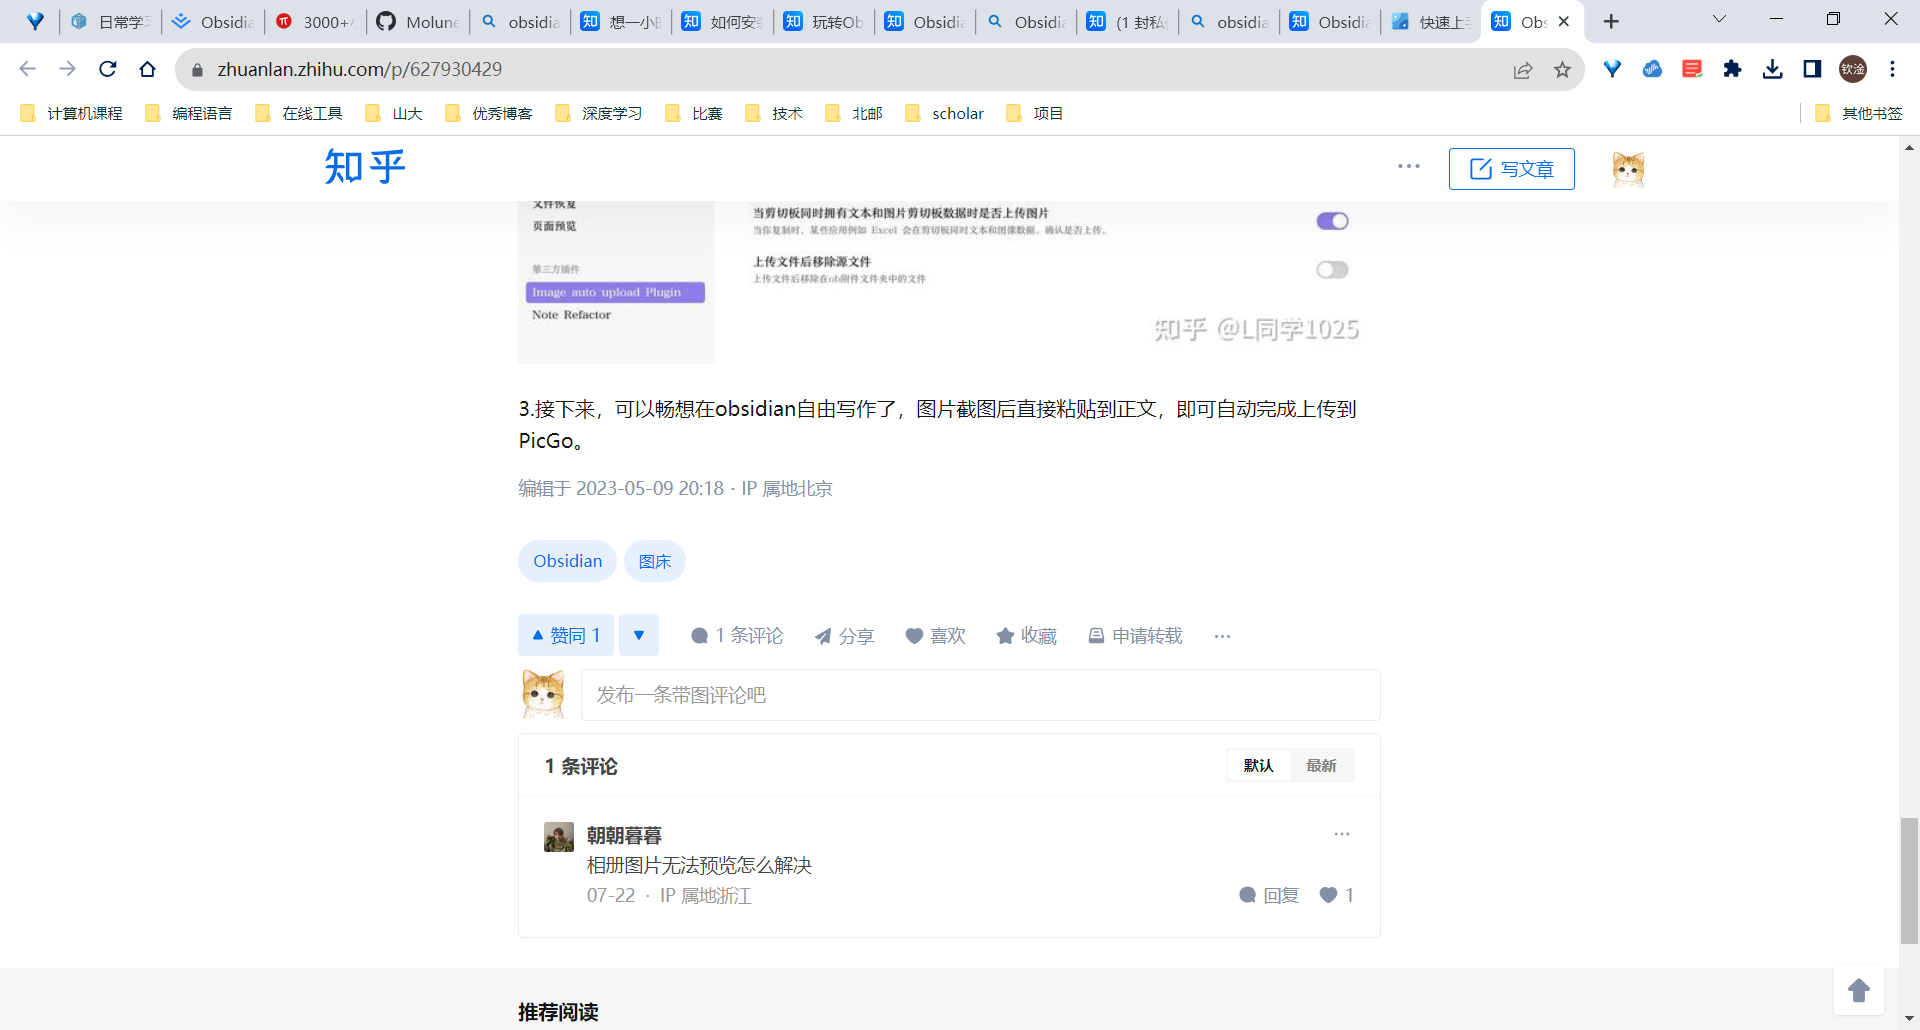 日常学习
Obsidia
3000+
Molune
obsidia
想一小
如何安装
玩转Ob
Obsidia
Obsidia
(1 封私信
obsidia
Obsidia
快速上手
Obs
zhuanlan.zhihu.com/p/627930429
钦淦
计算机课程
编程语言
在线工具
山大
优秀博客
深度学习
比赛
技术
北邮
scholar
项目
其他书签
知乎
写文章
文件恢复
页面预览
第三方插件
Image auto upload Plugin
Note Refactor
当剪切板同时拥有文本和图片剪切板数据时是否上传图片
当你复制时，某些应用例如 Excel 会在剪切板同时文本和图像数据，确认是否上传。
上传文件后移除源文件
上传文件后移除在ob附件文件夹中的文件
知乎 @L同学1025
3.接下来，可以畅想在obsidian自由写作了，图片截图后直接粘贴到正文，即可自动完成上传到
PicGo。
编辑于 2023-05-09 20:18 · IP 属地北京
Obsidian
图床
赞同 1
1 条评论
分享
喜欢
收藏
申请转载
发布一条带图评论吧
1 条评论
默认
最新
朝朝暮暮
相册图片无法预览怎么解决
07-22 · IP 属地浙江
回复
1
推荐阅读